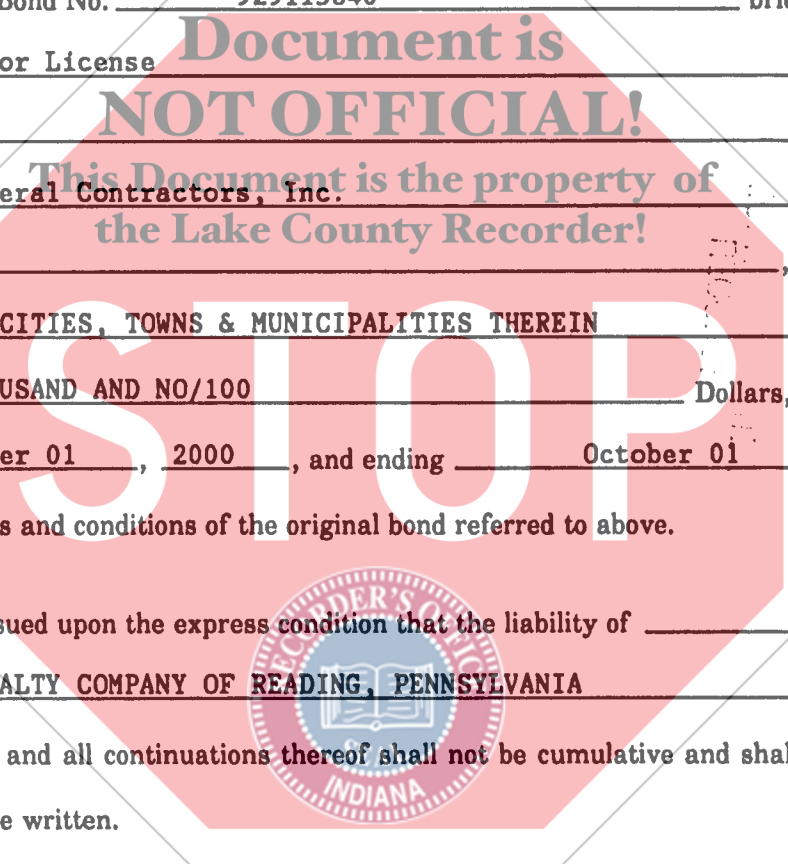 Bond No.
Document is
or License
NOT OFFICIAL!
This Document is the property of
eral Contractors, Inc.
the Lake County Recorder!
,
CITIES, TOWNS & MUNICIPALITIES THEREIN
STOP
USAND AND NO/100 Dollars,
er 01, 2000, and ending October 01
s and conditions of the original bond referred to above.
RECORDER'S OFFICE
sued upon the express condition that the liability of
ALTY COMPANY OF READING, PENNSYLVANIA
and all continuations thereof shall not be cumulative and shal
INDIANA
e written.